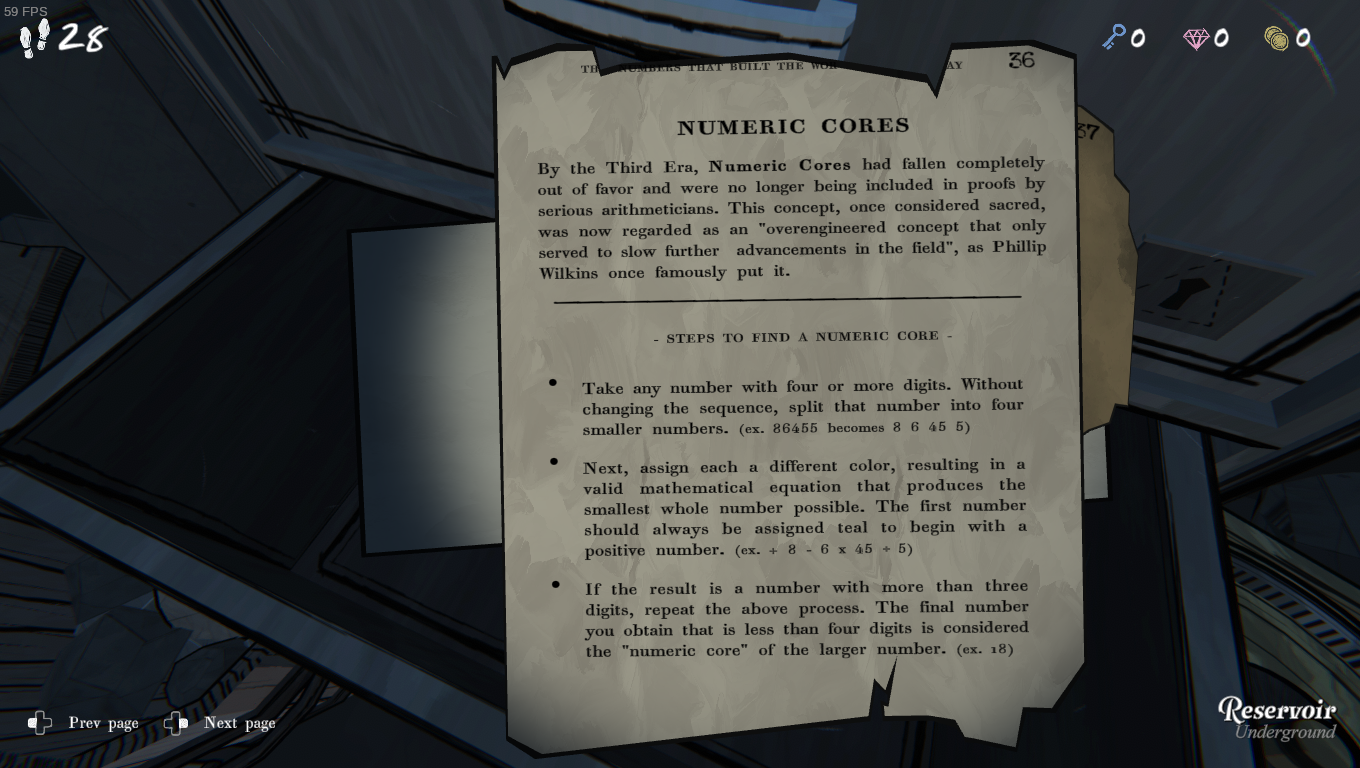 59 FPS
28
0 0 0
THE NUMBERS THAT BUILT THE AY
36
37
NUMERIC CORES
By the Third Era, Numeric Cores had fallen completely
out of favor and were no longer being included in proofs by
serious arithmeticians. This concept, once considered sacred,
was now regarded as an "overengineered concept that only
served to slow further advancements in the field", as Phillip
Wilkins once famously put it.
- STEPS TO FIND A NUMERIC CORE -
• Take any number with four or more digits. Without
changing the sequence, split that number into four
smaller numbers. (ex. 86455 becomes 8 6 45 5)
• Next, assign each a different color, resulting in a
valid mathematical equation that produces the
smallest whole number possible. The first number
should always be assigned teal to begin with a
positive number. (ex. + 8 - 6 x 45 ÷ 5)
• If the result is a number with more than three
digits, repeat the above process. The final number
you obtain that is less than four digits is considered
the "numeric core" of the larger number. (ex. 18)
Prev page Next page
Reservoir
Underground